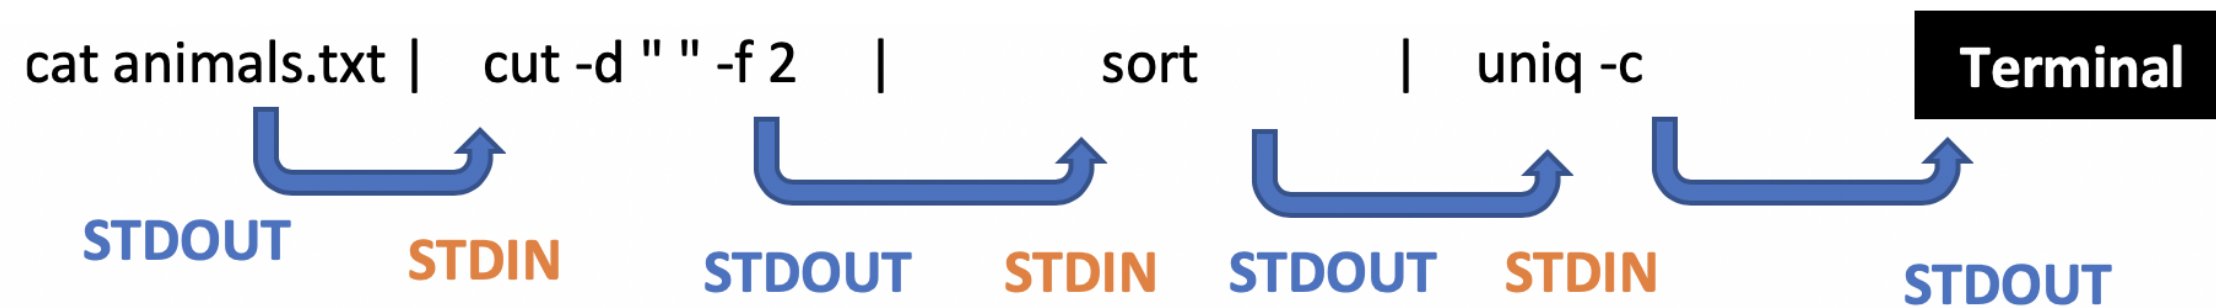 cat animals.txt | cut -d " " -f 2 | sort | uniq -c Terminal
STDOUT STDIN STDOUT STDIN STDOUT STDIN STDOUT